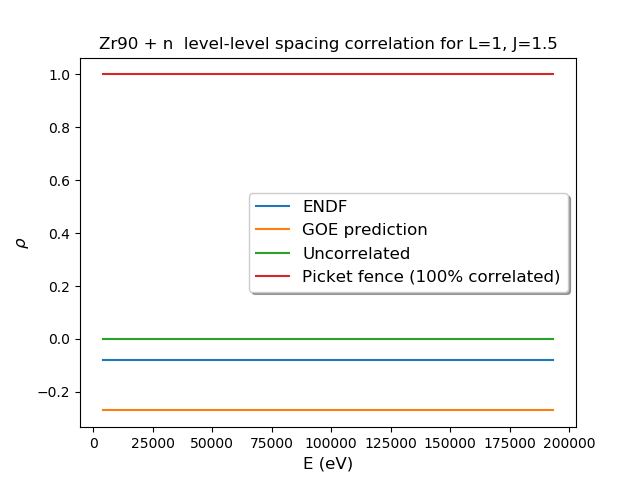 Zr90 + n  level-level spacing correlation for L=1, J=1.5
1.0
0.8
0.6
0.4
0.2
0.0
−0.2
ρ
ENDF
GOE prediction
Uncorrelated
Picket fence (100% correlated)
0 25000 50000 75000 100000 125000 150000 175000 200000
E (eV)